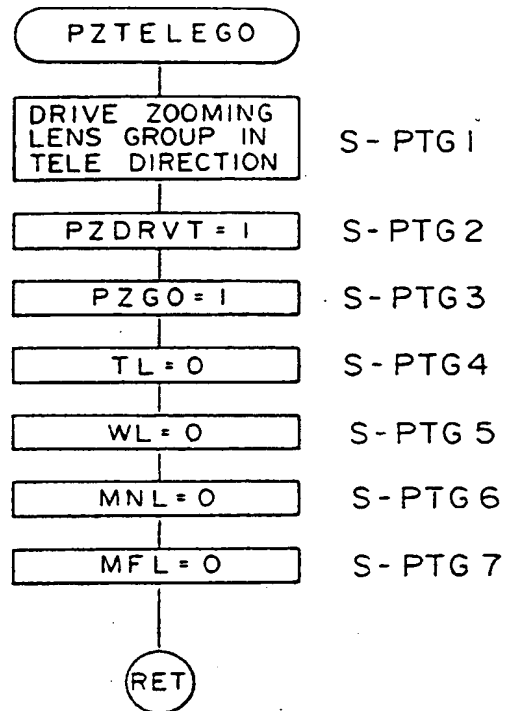 PZTELEGO
DRIVE ZOOMING
LENS GROUP IN
TELE DIRECTION
S-PTG1
PZDRVT=1
S-PTG2
PZGO=1
S-PTG3
TL=0
S-PTG4
WL=0
S-PTG5
MNL=0
S-PTG6
MFL=0
S-PTG7
RET